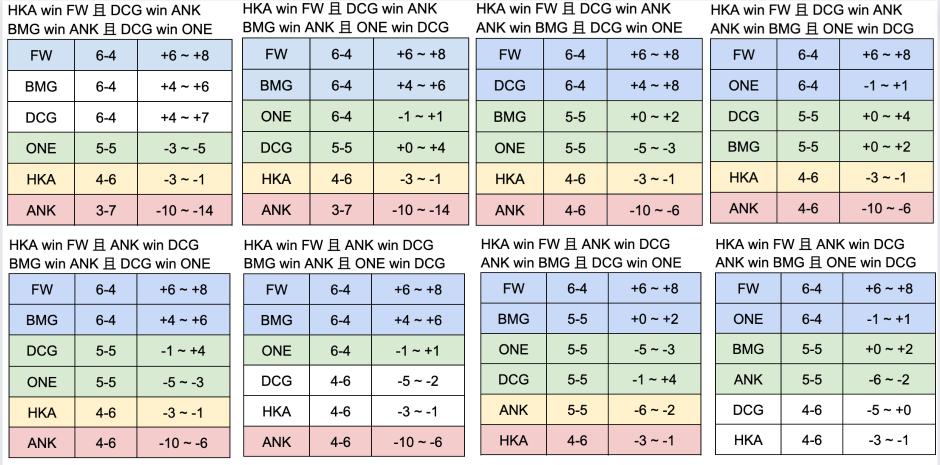 HKA win FW 且 DCG win ANK
BMG win ANK 且 DCG win ONE
FW 6-4 +6 ~ +8
BMG 6-4 +4 ~ +6
DCG 6-4 +4 ~ +7
ONE 5-5 -3 ~ -5
HKA 4-6 -3 ~ -1
ANK 3-7 -10 ~ -14
HKA win FW 且 DCG win ANK
BMG win ANK 且 ONE win DCG
FW 6-4 +6 ~ +8
BMG 6-4 +4 ~ +6
ONE 6-4 -1 ~ +1
DCG 5-5 +0 ~ +4
HKA 4-6 -3 ~ -1
ANK 3-7 -10 ~ -14
HKA win FW 且 DCG win ANK
ANK win BMG 且 DCG win ONE
FW 6-4 +6 ~ +8
DCG 6-4 +4 ~ +8
BMG 5-5 +0 ~ +2
ONE 5-5 -5 ~ -3
HKA 4-6 -3 ~ -1
ANK 4-6 -10 ~ -6
HKA win FW 且 DCG win ANK
ANK win BMG 且 ONE win DCG
FW 6-4 +6 ~ +8
ONE 6-4 -1 ~ +1
DCG 5-5 +0 ~ +4
BMG 5-5 +0 ~ +2
HKA 4-6 -3 ~ -1
ANK 4-6 -10 ~ -6
HKA win FW 且 ANK win DCG
BMG win ANK 且 DCG win ONE
FW 6-4 +6 ~ +8
BMG 6-4 +4 ~ +6
DCG 5-5 -1 ~ +4
ONE 5-5 -5 ~ -3
HKA 4-6 -3 ~ -1
ANK 4-6 -10 ~ -6
HKA win FW 且 ANK win DCG
BMG win ANK 且 ONE win DCG
FW 6-4 +6 ~ +8
BMG 6-4 +4 ~ +6
ONE 6-4 -1 ~ +1
DCG 4-6 -5 ~ -2
HKA 4-6 -3 ~ -1
ANK 4-6 -10 ~ -6
HKA win FW 且 ANK win DCG
ANK win BMG 且 DCG win ONE
FW 6-4 +6 ~ +8
BMG 5-5 +0 ~ +2
ONE 5-5 -5 ~ -3
DCG 5-5 -1 ~ +4
ANK 5-5 -6 ~ -2
HKA 4-6 -3 ~ -1
HKA win FW 且 ANK win DCG
ANK win BMG 且 ONE win DCG
FW 6-4 +6 ~ +8
ONE 6-4 -1 ~ +1
BMG 5-5 +0 ~ +2
ANK 5-5 -6 ~ -2
DCG 4-6 -5 ~ +0
HKA 4-6 -3 ~ -1